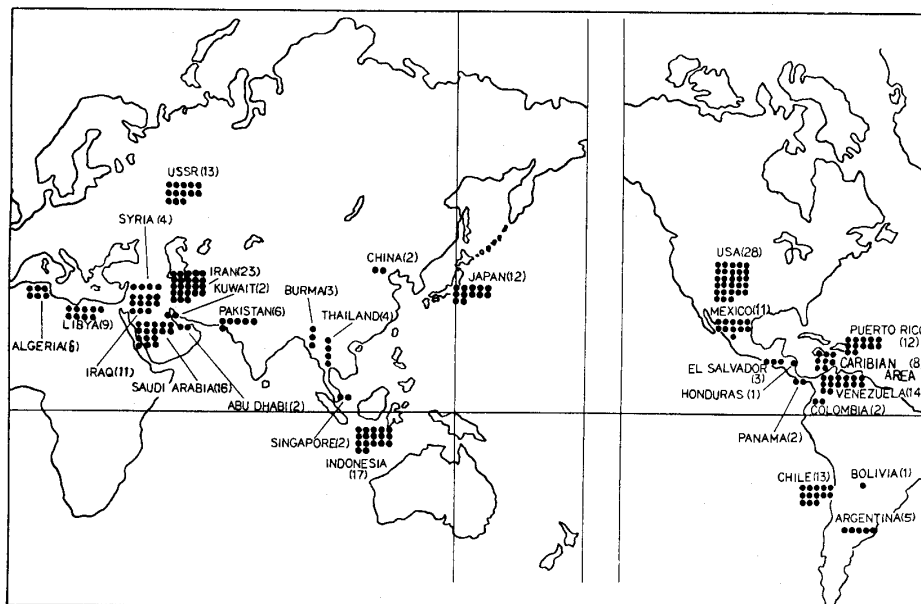 USSR(13)
SYRIA(4)
IRAN(23)
KUWAIT(2)
PAKISTAN(6)
BURMA(3)
THAILAND(4)
CHINA(2)
JAPAN(12)
LIBYA(9)
ALGERIA(6)
IRAQ(11)
SAUDI ARABIA(16)
ABU DHABI(2)
SINGAPORE(2)
INDONESIA
(17)
USA(28)
MEXICO(11)
PUERTO RIC
(12)
EL SALVADOR
(3)
CARIBIAN (8
AREA
HONDURAS(1)
VENEZUELA(14
COLOMBIA(2)
PANAMA(2)
CHILE(13)
BOLIVIA(1)
ARGENTINA(5)